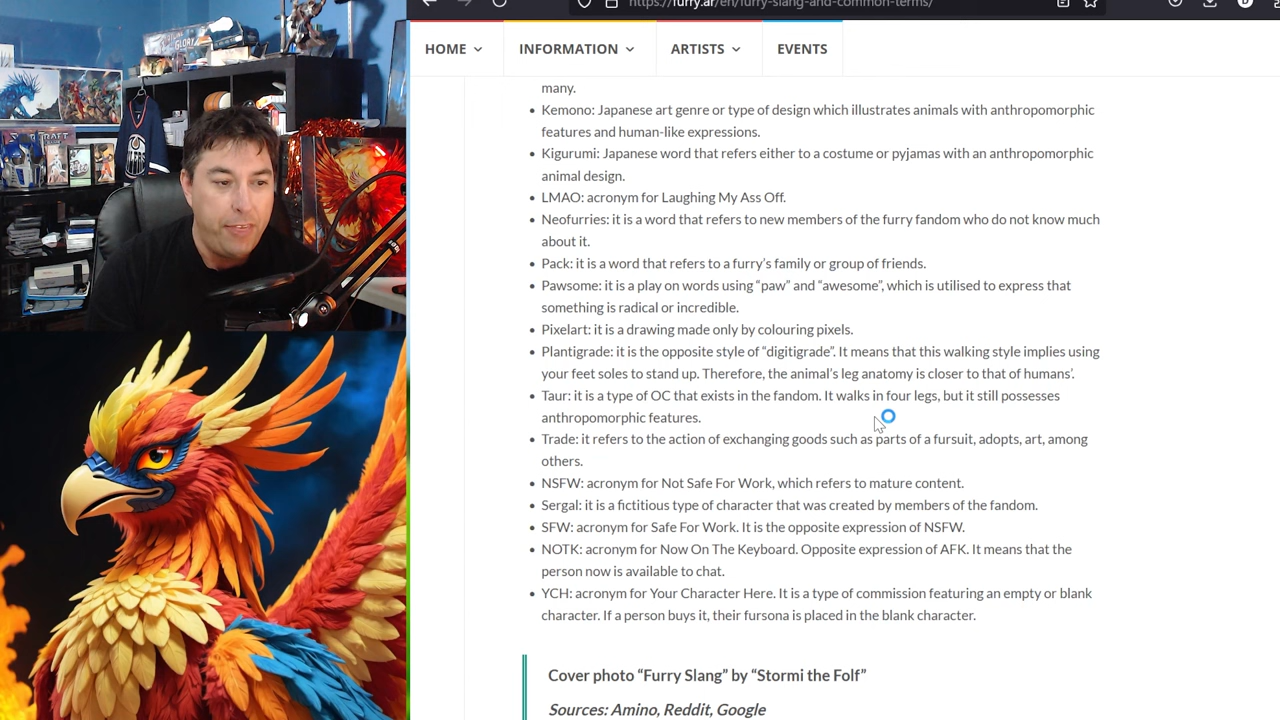 https://furry.ar/en/furry-slang-and-common-terms/
HOME
INFORMATION
ARTISTS
EVENTS
many.
Kemono: Japanese art genre or type of design which illustrates animals with anthropomorphic
features and human-like expressions.
Kigurumi: Japanese word that refers either to a costume or pyjamas with an anthropomorphic
animal design.
LMAO: acronym for Laughing My Ass Off.
Neofurries: it is a word that refers to new members of the furry fandom who do not know much
about it.
Pack: it is a word that refers to a furry’s family or group of friends.
Pawsome: it is a play on words using “paw” and “awesome”, which is utilised to express that
something is radical or incredible.
Pixelart: it is a drawing made only by colouring pixels.
Plantigrade: it is the opposite style of “digitigrade”. It means that this walking style implies using
your feet soles to stand up. Therefore, the animal’s leg anatomy is closer to that of humans’.
Taur: it is a type of OC that exists in the fandom. It walks in four legs, but it still possesses
anthropomorphic features.
Trade: it refers to the action of exchanging goods such as parts of a fursuit, adopts, art, among
others.
NSFW: acronym for Not Safe For Work, which refers to mature content.
Sergal: it is a fictitious type of character that was created by members of the fandom.
SFW: acronym for Safe For Work. It is the opposite expression of NSFW.
NOTK: acronym for Now On The Keyboard. Opposite expression of AFK. It means that the
person now is available to chat.
YCH: acronym for Your Character Here. It is a type of commission featuring an empty or blank
character. If a person buys it, their fursona is placed in the blank character.
Cover photo “Furry Slang” by “Stormi the Folf”
Sources: Amino, Reddit, Google
GLORY